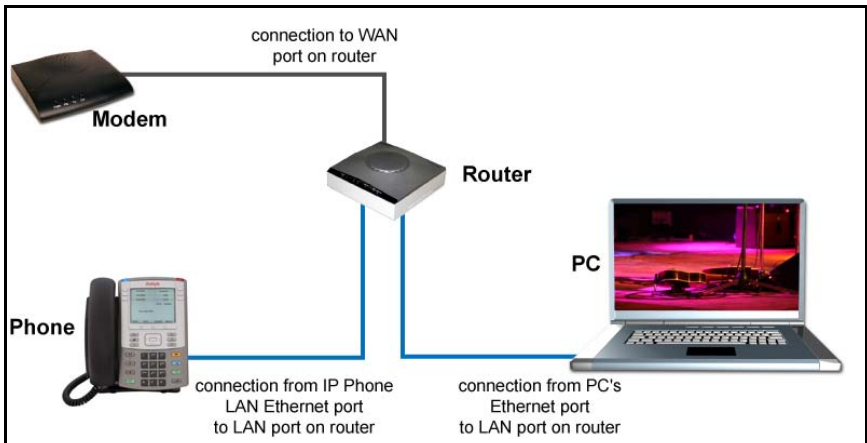 connection to WAN
port on router
Modem
Router
PC
AVAYA
Phone
connection from IP Phone
LAN Ethernet port
to LAN port on router
connection from PC's
Ethernet port
to LAN port on router